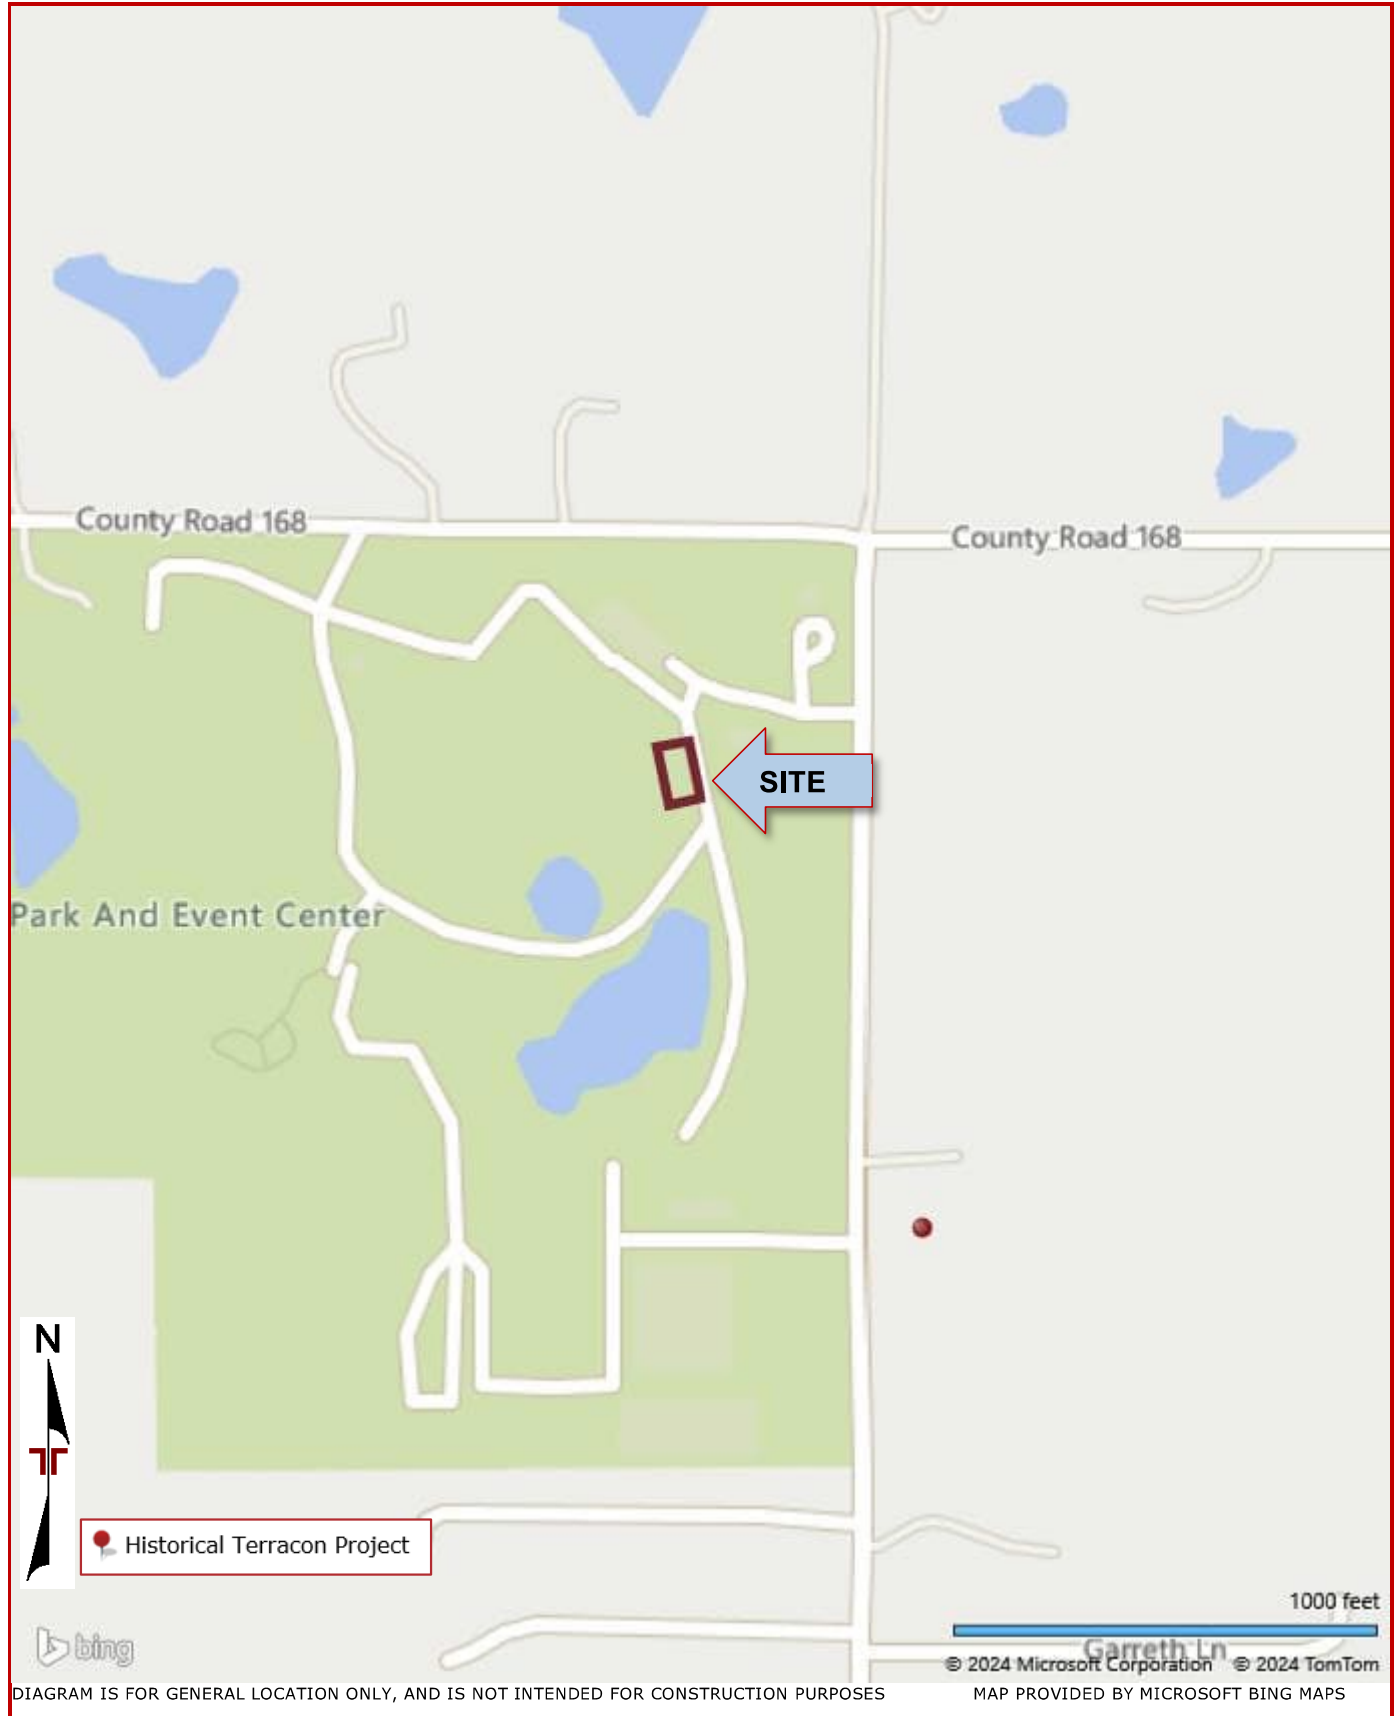 County Road 168
County Road 168
SITE
Park And Event Center
N
Historical Terracon Project
1000 feet
bing
Garreth Ln
© 2024 Microsoft Corporation © 2024 TomTom
DIAGRAM IS FOR GENERAL LOCATION ONLY, AND IS NOT INTENDED FOR CONSTRUCTION PURPOSES
MAP PROVIDED BY MICROSOFT BING MAPS